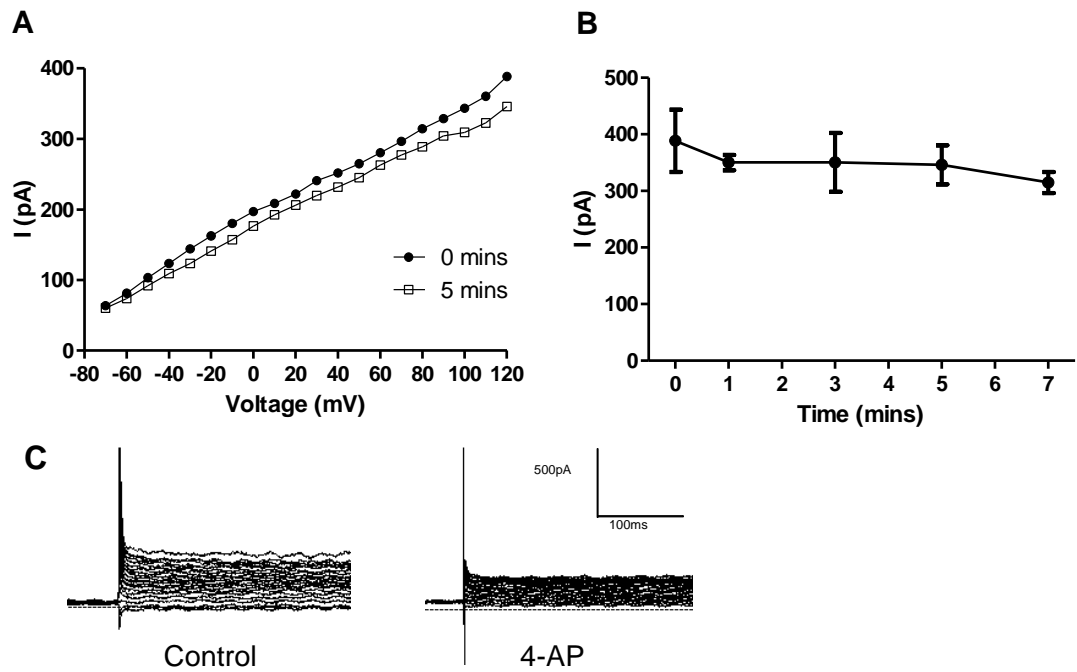 A
I (pA)
400
300
200
100
0
-80 -60 -40 -20 0 20 40 60 80 100 120
Voltage (mV)
0 mins
5 mins
B
I (pA)
500
400
300
200
100
0
0 1 2 3 4 5 6 7
Time (mins)
C
500pA
100ms
Control
4-AP